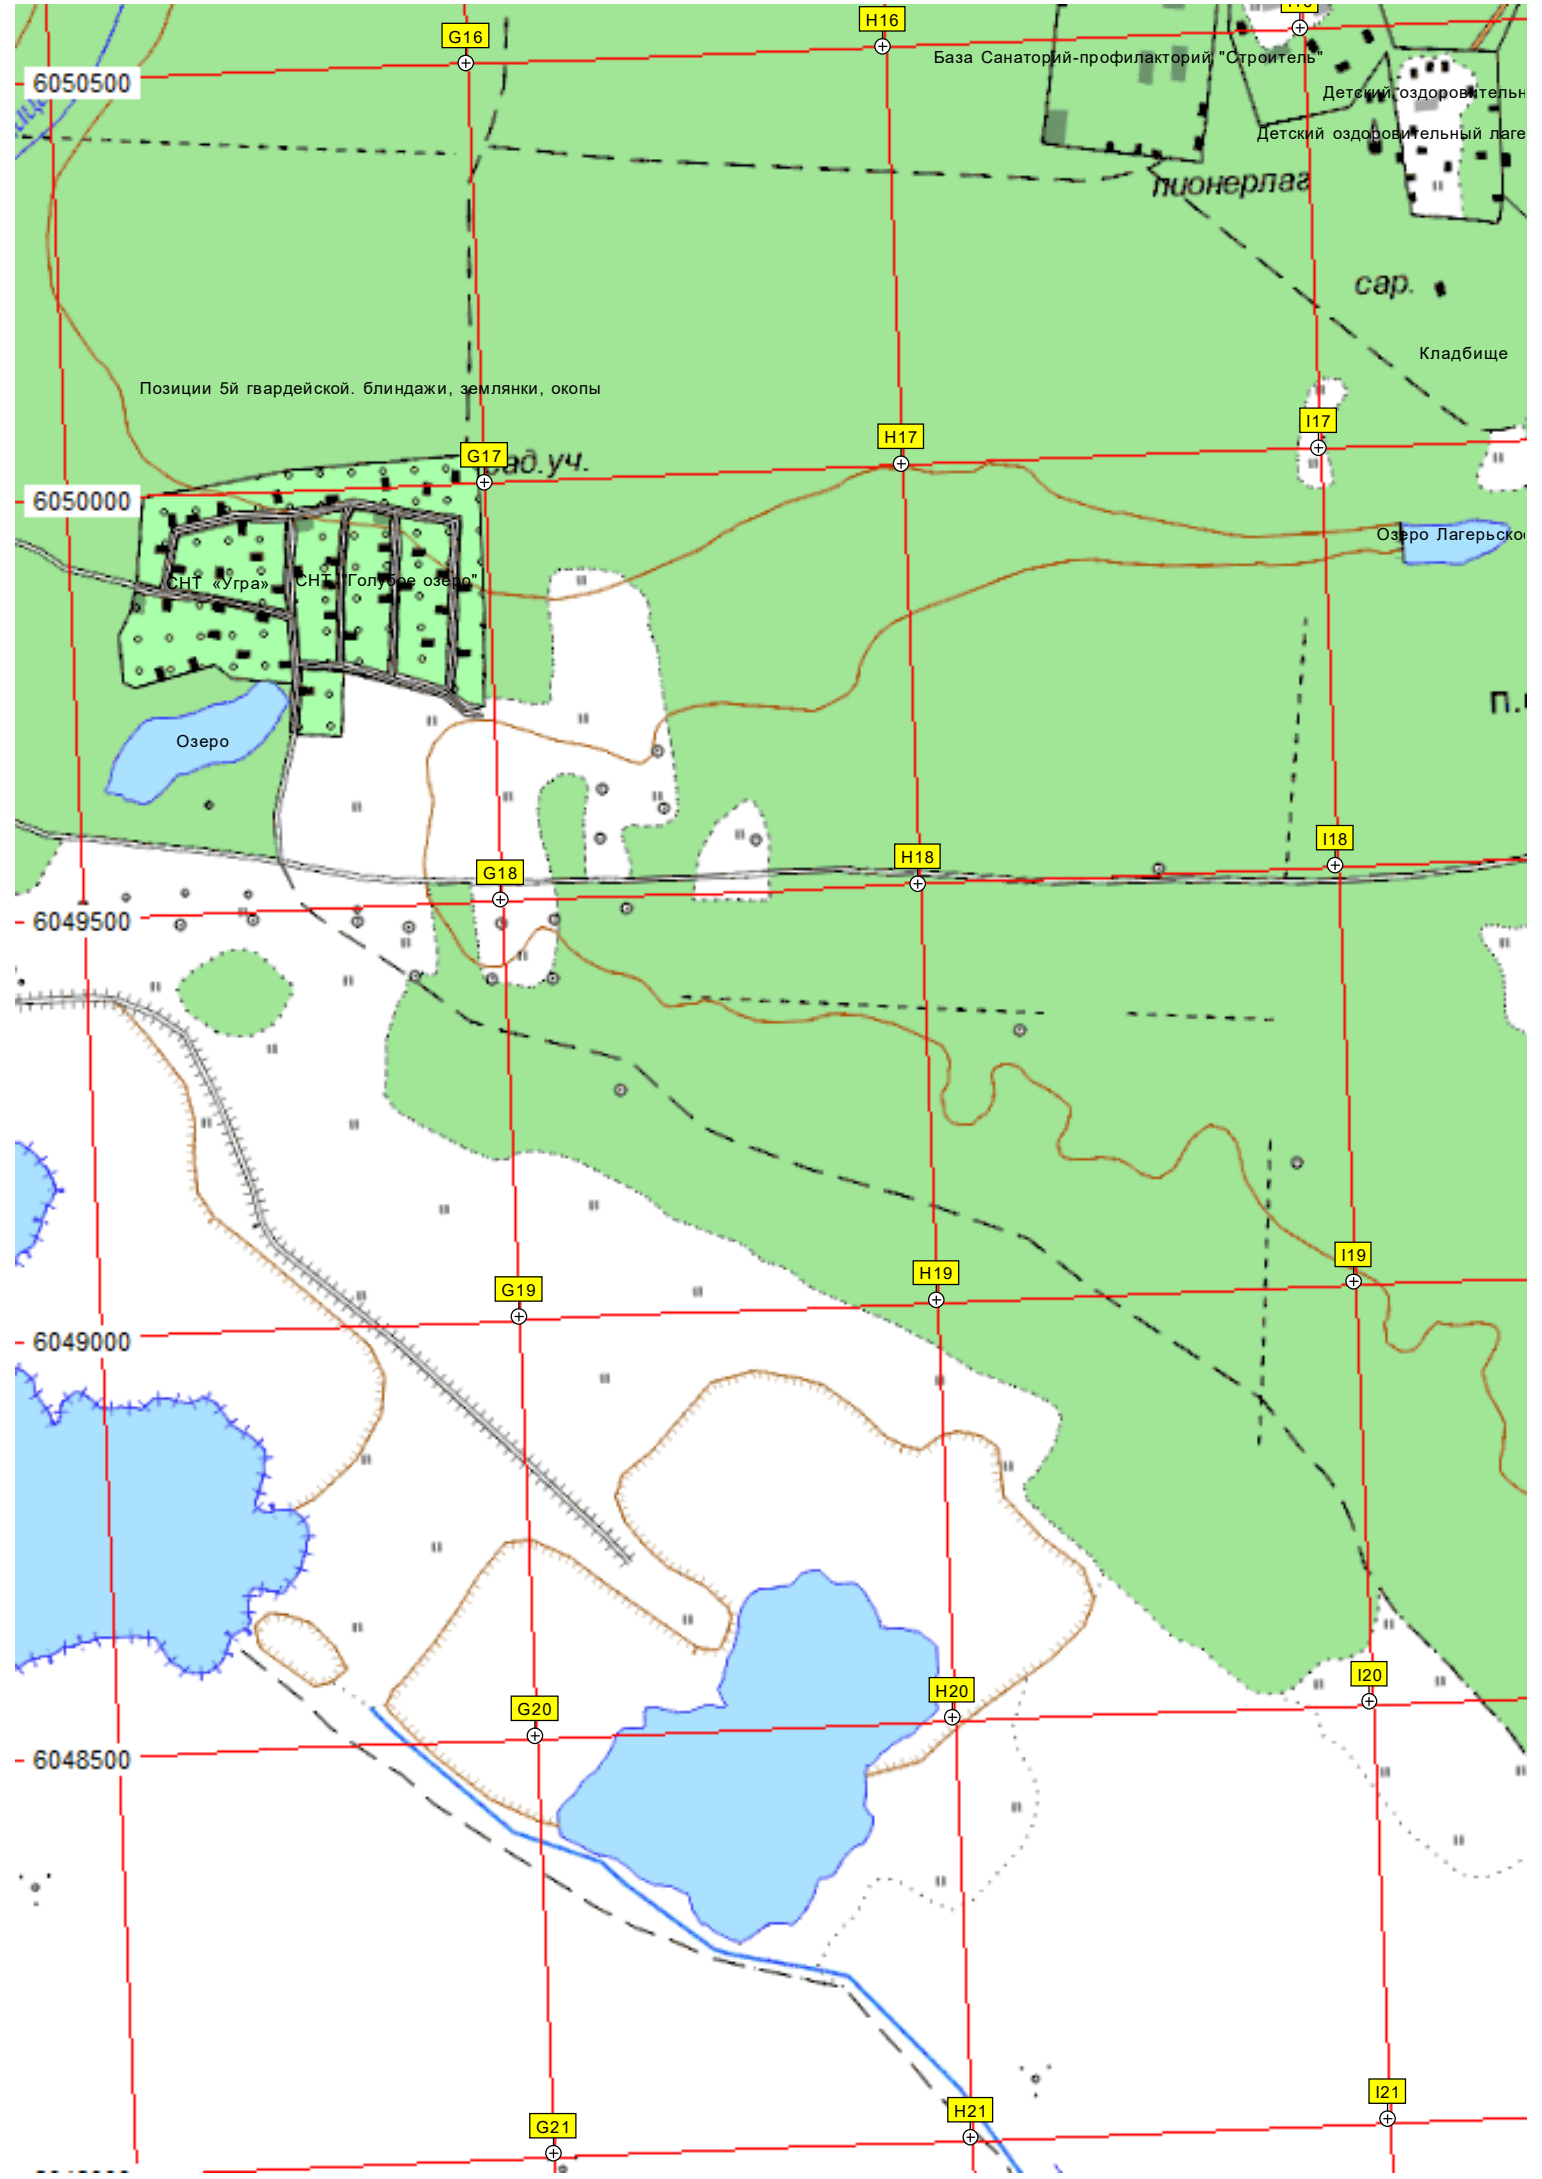 H16
G16
База Санаторий-профилакторий "Строитель"
6050500
Детский оздоровительн
Детский оздоровительный лаге
пионерлаг
сар.
Кладбище
Позиции 5й гвардейской. блиндажи, землянки, окопы
I17
H17
G17
6050000
Озеро Лагерьско
СНТ «Угра»
СНТ "Голубое озеро"
Озеро
I18
H18
G18
6049500
I19
H19
G19
6049000
I20
H20
G20
6048500
I21
H21
G21